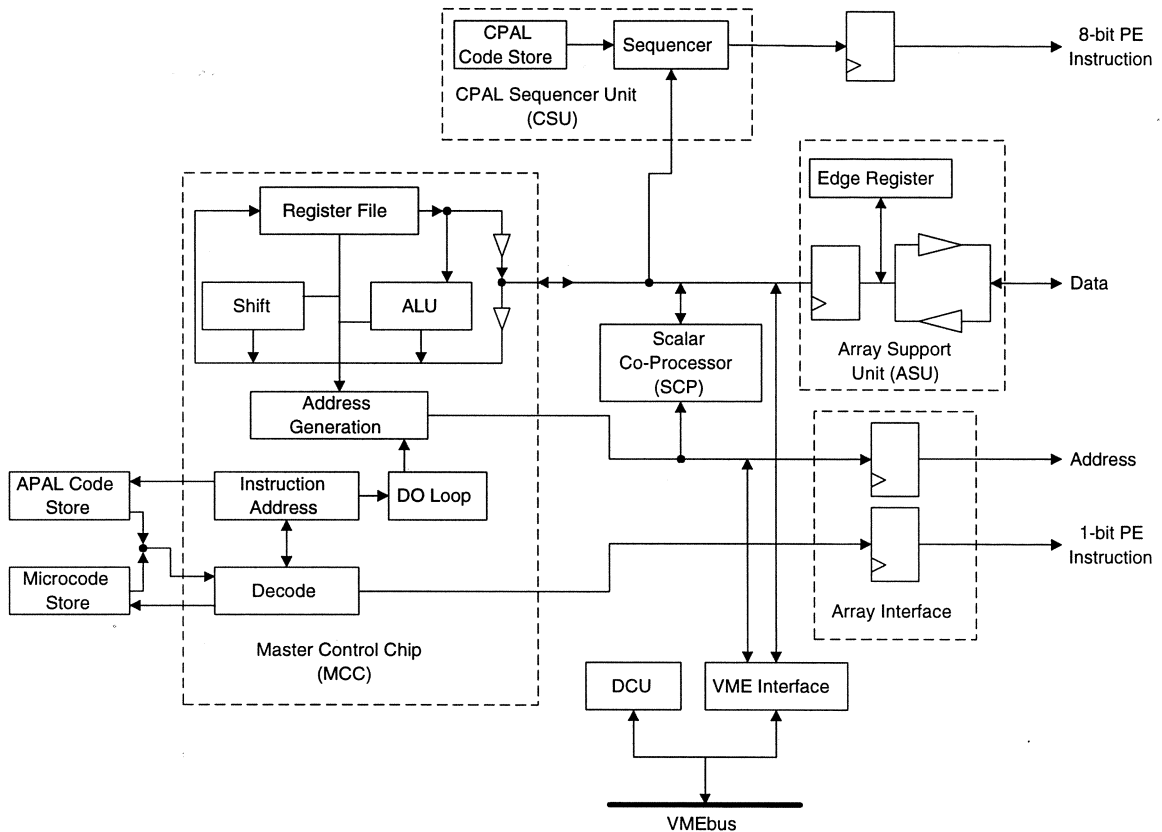 CPAL
Code Store
Sequencer
CPAL Sequencer Unit
(CSU)
8-bit PE
Instruction
Edge Register
Data
Array Support
Unit (ASU)
Register File
Shift
ALU
Scalar
Co-Processor
(SCP)
Address
Generation
Address
APAL Code
Store
Instruction
Address
DO Loop
1-bit PE
Instruction
Microcode
Store
Decode
Array Interface
Master Control Chip
(MCC)
DCU
VME Interface
VMEbus